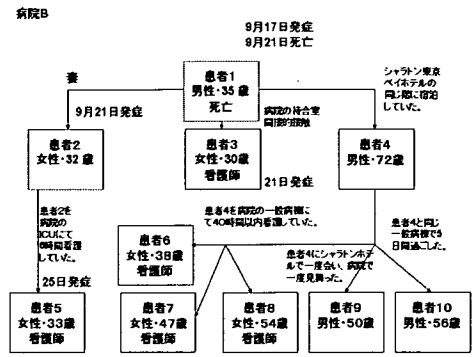 病院B
9月17日発症
9月21日死亡
妻
患者1
男性・35歳
死亡
シャラトン東京
ベイホテルの
同じ階に宿泊
していた。
9月21日発症
病院の待合室
間接的接触
患者2
女性・32歳
患者3
女性・30歳
看護師
患者4
男性・72歳
21日発症
患者2を
病院の
ICUにて
6時間看護
していた。
患者4を病院の一般病棟に
て40時間以内看護していた。
患者4と同じ
一般病棟で5
日間過ごした。
患者6
女性・38歳
看護師
患者4にシャラトンホテ
ルで一度会い、病院で
一度見舞った。
25日発症
患者5
女性・33歳
看護師
患者7
女性・47歳
看護師
患者8
女性・54歳
看護師
患者9
男性・50歳
患者10
男性・56歳